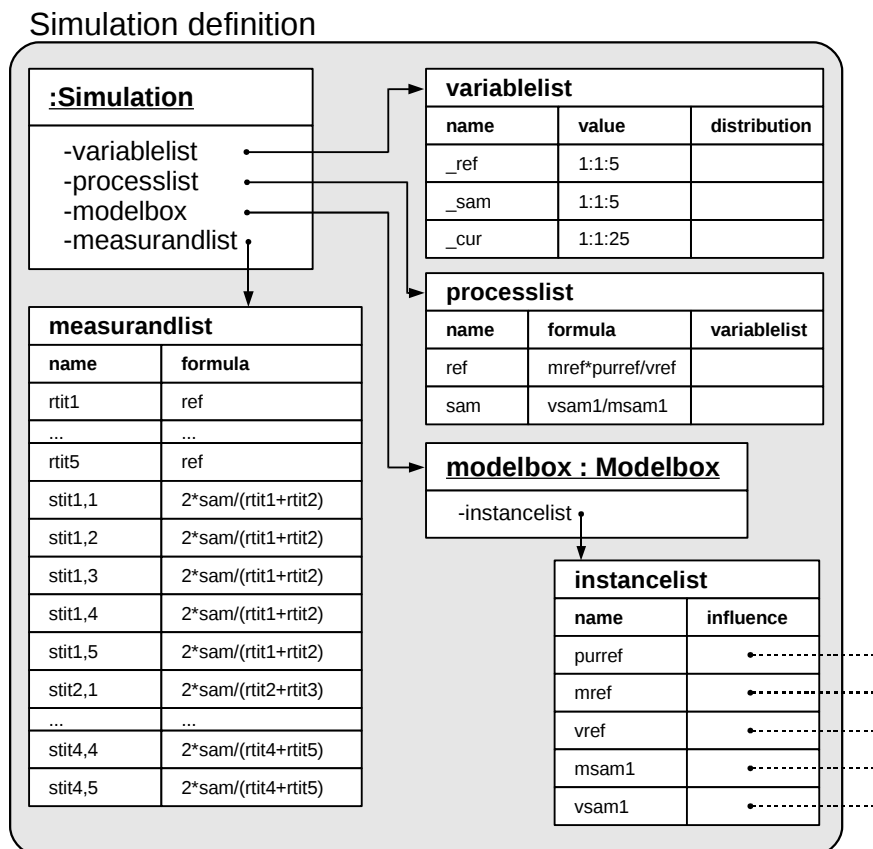 Simulation definition
:Simulation
-variablelist
-processlist
-modelbox
-measurandlist
variablelist
name value distribution
_ref 1:1:5
_sam 1:1:5
_cur 1:1:25
processlist
name formula variablelist
ref mref*purref/vref
sam vsam1/msam1
measurandlist
name formula
rtit1 ref
... ...
rtit5 ref
stit1,1 2*sam/(rtit1+rtit2)
stit1,2 2*sam/(rtit1+rtit2)
stit1,3 2*sam/(rtit1+rtit2)
stit1,4 2*sam/(rtit1+rtit2)
stit1,5 2*sam/(rtit1+rtit2)
stit2,1 2*sam/(rtit2+rtit3)
... ...
stit4,4 2*sam/(rtit4+rtit5)
stit4,5 2*sam/(rtit4+rtit5)
modelbox : Modelbox
-instancelist
instancelist
name influence
purref
mref
vref
msam1
vsam1